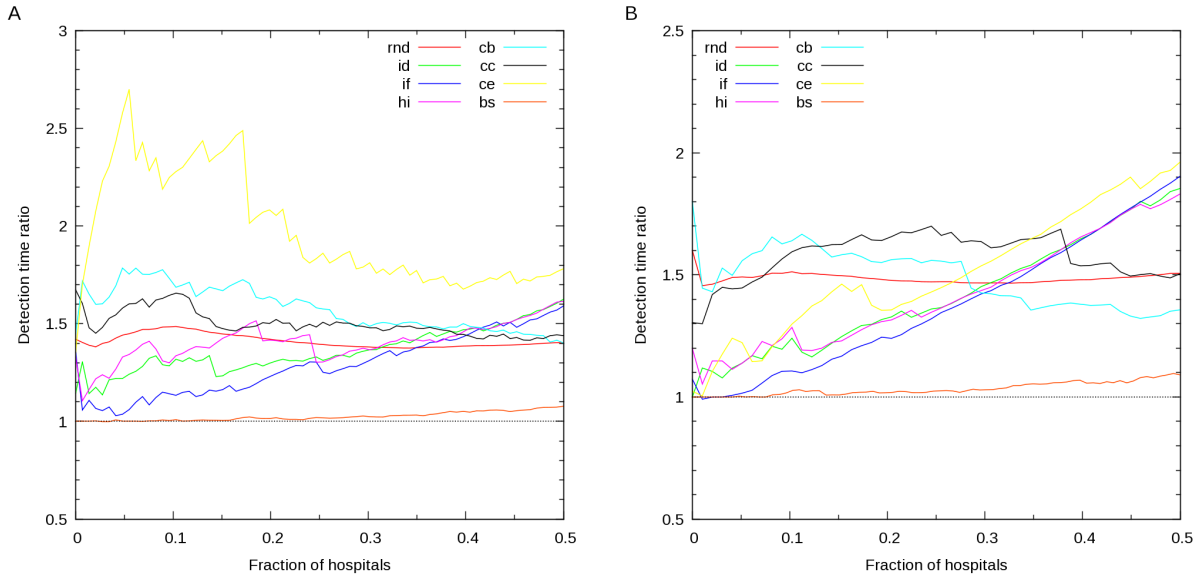 A
3
2.5
2
1.5
1
0.5
0
0.1
0.2
0.3
0.4
0.5
Detection time ratio
Fraction of hospitals
rnd cb
id cc
if ce
hi bs
B
2.5
2
1.5
1
0.5
0
0.1
0.2
0.3
0.4
0.5
Detection time ratio
Fraction of hospitals
rnd cb
id cc
if ce
hi bs